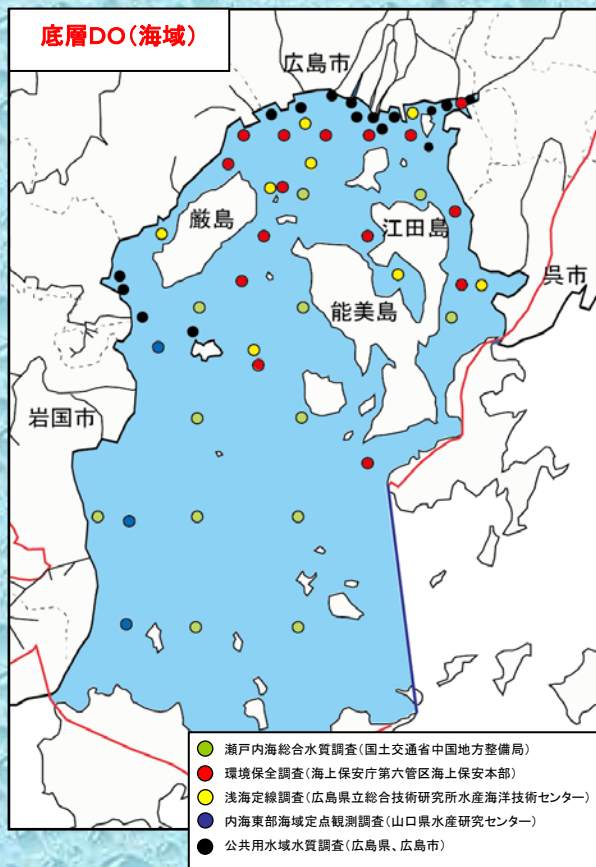 底層DO(海域)
広島市
厳島
江田島
呉市
能美島
岩国市
瀬戸内海総合水質調査(国土交通省中国地方整備局)
環境保全調査(海上保安庁第六管区海上保安本部)
浅海定線調査(広島県立総合技術研究所水産海洋技術センター)
内海東部海域定点観測調査(山口県水産研究センター)
公共用水域水質調査(広島県、広島市)